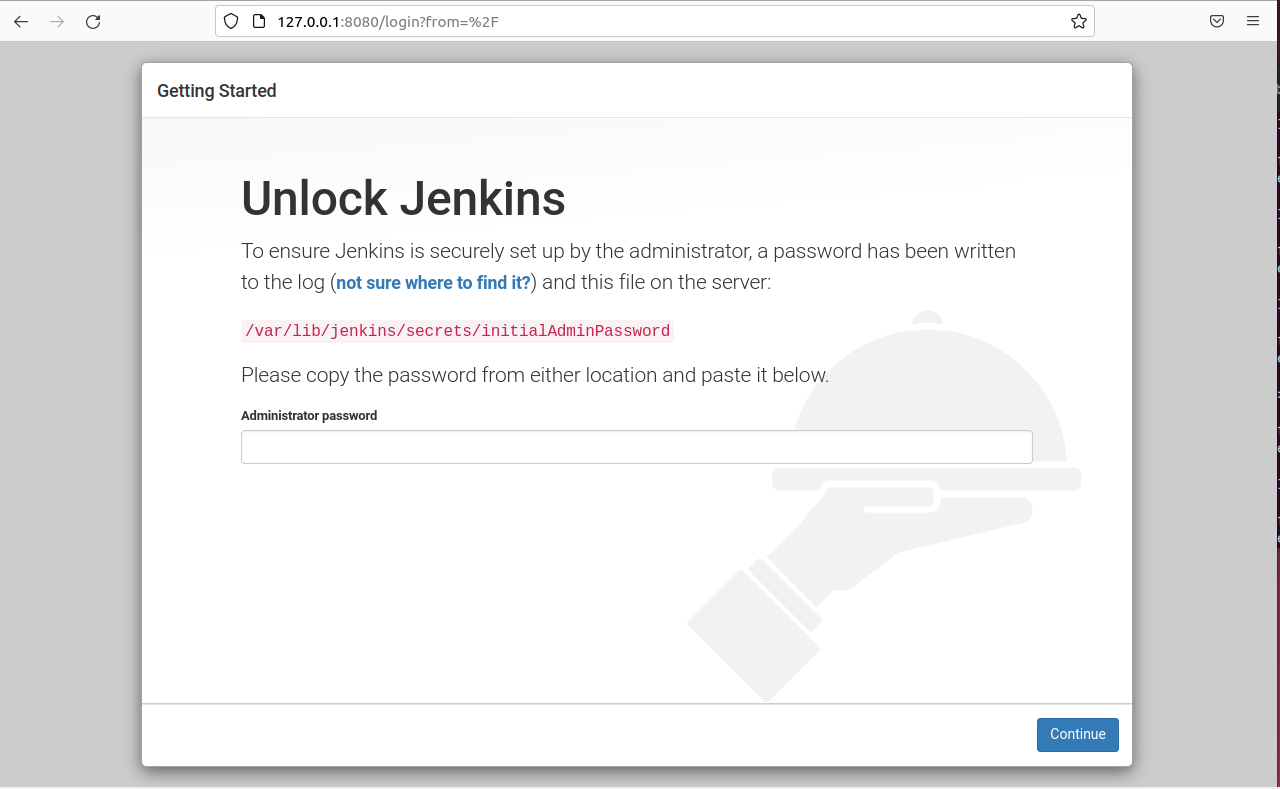 127.0.0.1:8080/login?from=%2F
Getting Started
Unlock Jenkins
To ensure Jenkins is securely set up by the administrator, a password has been written
to the log (not sure where to find it?) and this file on the server:
/var/lib/jenkins/secrets/initialAdminPassword
Please copy the password from either location and paste it below.
Administrator password
Continue